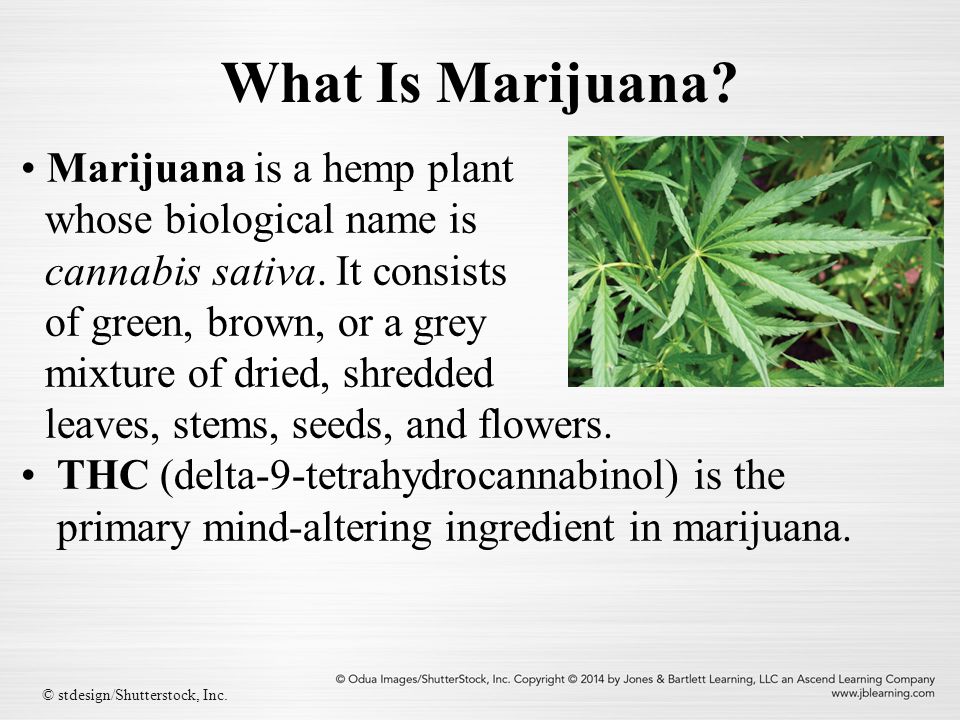 What Is Marijuana?
• Marijuana is a hemp plant
whose biological name is
cannabis sativa. It consists
of green, brown, or a grey
mixture of dried, shredded
leaves, stems, seeds, and flowers.
• THC (delta-9-tetrahydrocannabinol) is the
primary mind-altering ingredient in marijuana.
© stdesign/Shutterstock, Inc.
© Odua Images/ShutterStock, Inc. Copyright © 2014 by Jones & Bartlett Learning, LLC an Ascend Learning Company
www.jblearning.com